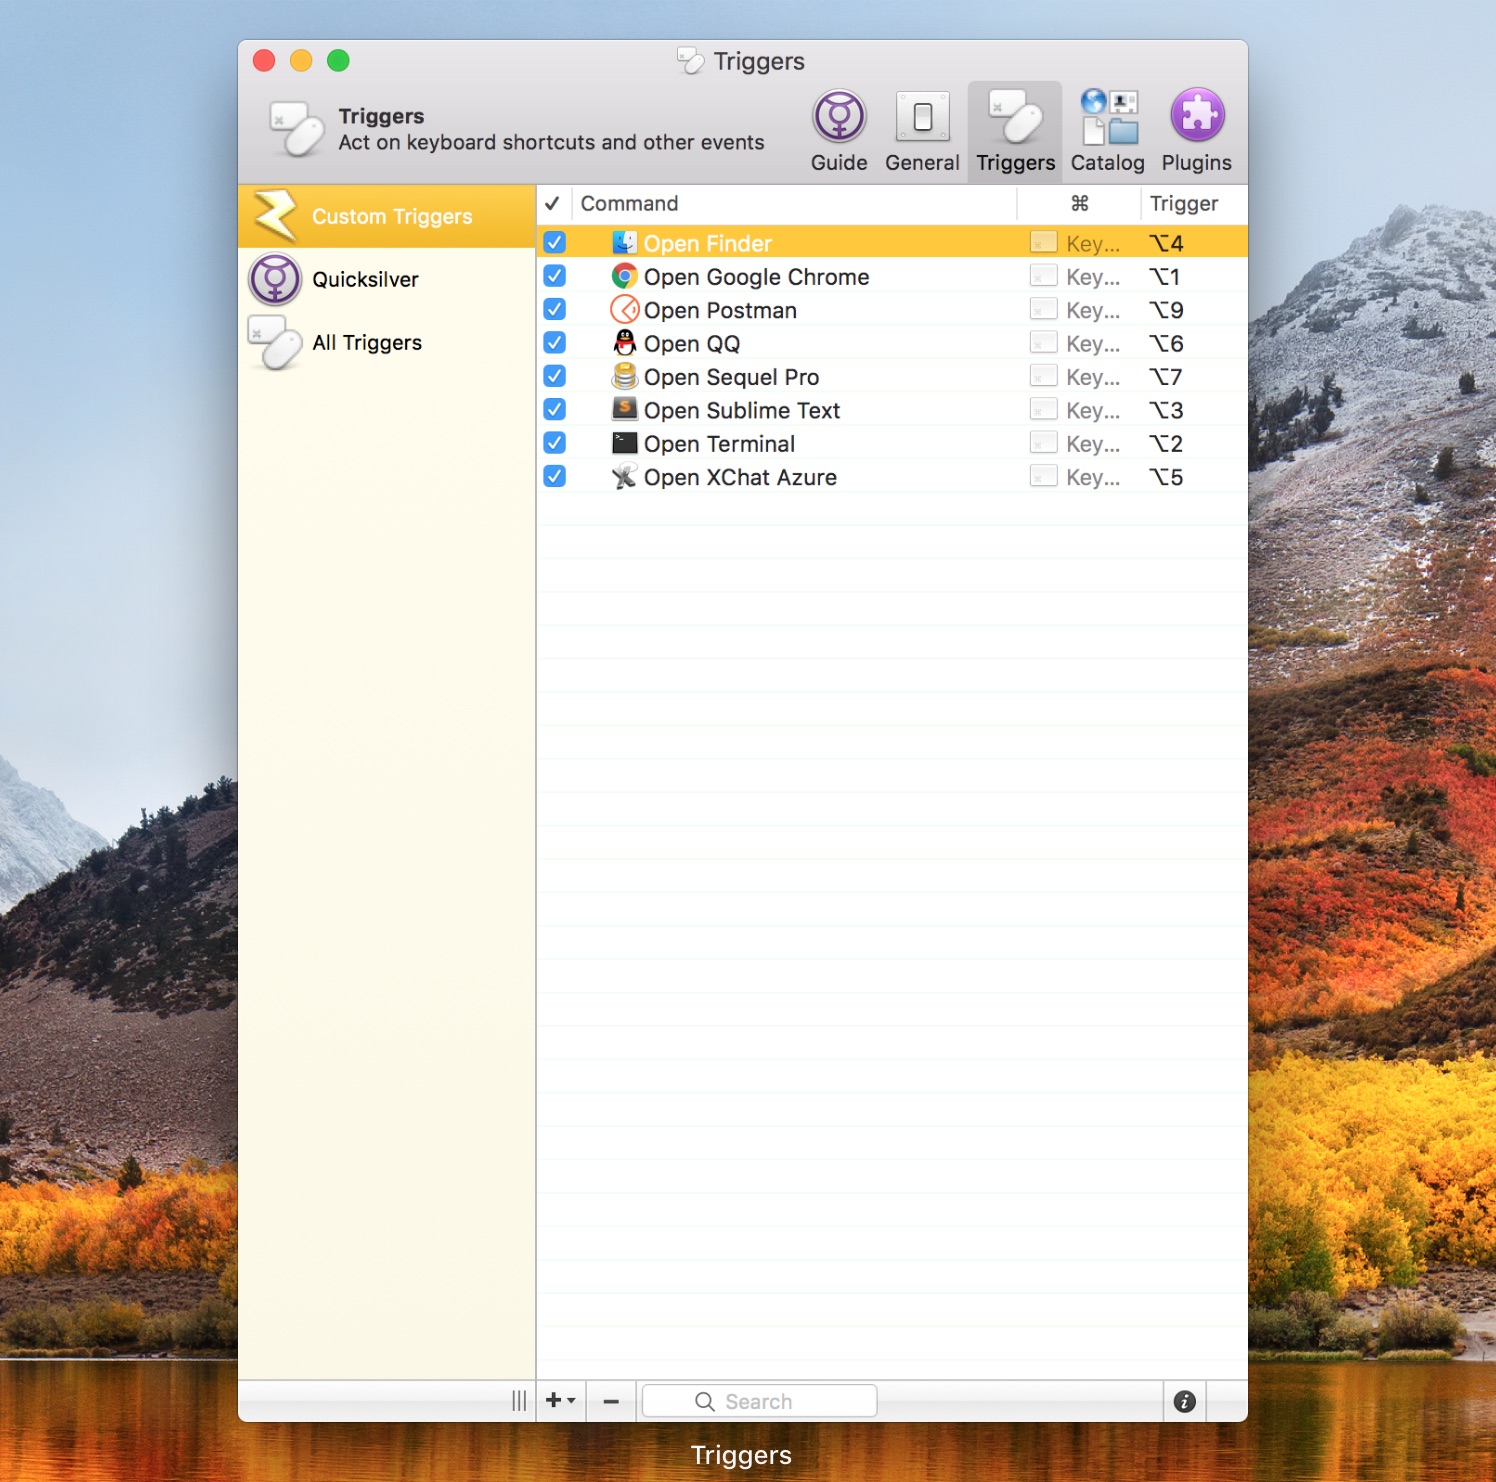 Triggers
Triggers
Act on keyboard shortcuts and other events
Guide
General
Triggers
Catalog
Plugins
Custom Triggers
Quicksilver
All Triggers
✓ Command ⌘ Trigger
Open Finder Key... ⌥4
Open Google Chrome Key... ⌥1
Open Postman Key... ⌥9
Open QQ Key... ⌥6
Open Sequel Pro Key... ⌥7
Open Sublime Text Key... ⌥3
Open Terminal Key... ⌥2
Open XChat Azure Key... ⌥5
Search
Triggers